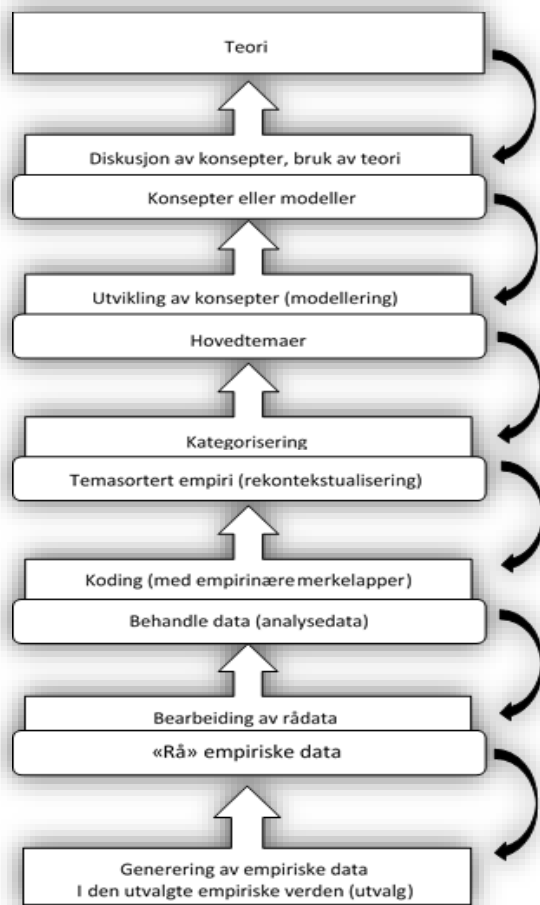 Teori
Diskusjon av konsepter, bruk av teori
Konsepter eller modeller
Utvikling av konsepter (modellering)
Hovedtemaer
Kategorisering
Temasortert empiri (rekontekstualisering)
Koding (med empirinære merkelapper)
Behandle data (analysedata)
Bearbeiding av rådata
«Rå» empiriske data
Generering av empiriske data
I den utvalgte empiriske verden (utvalg)